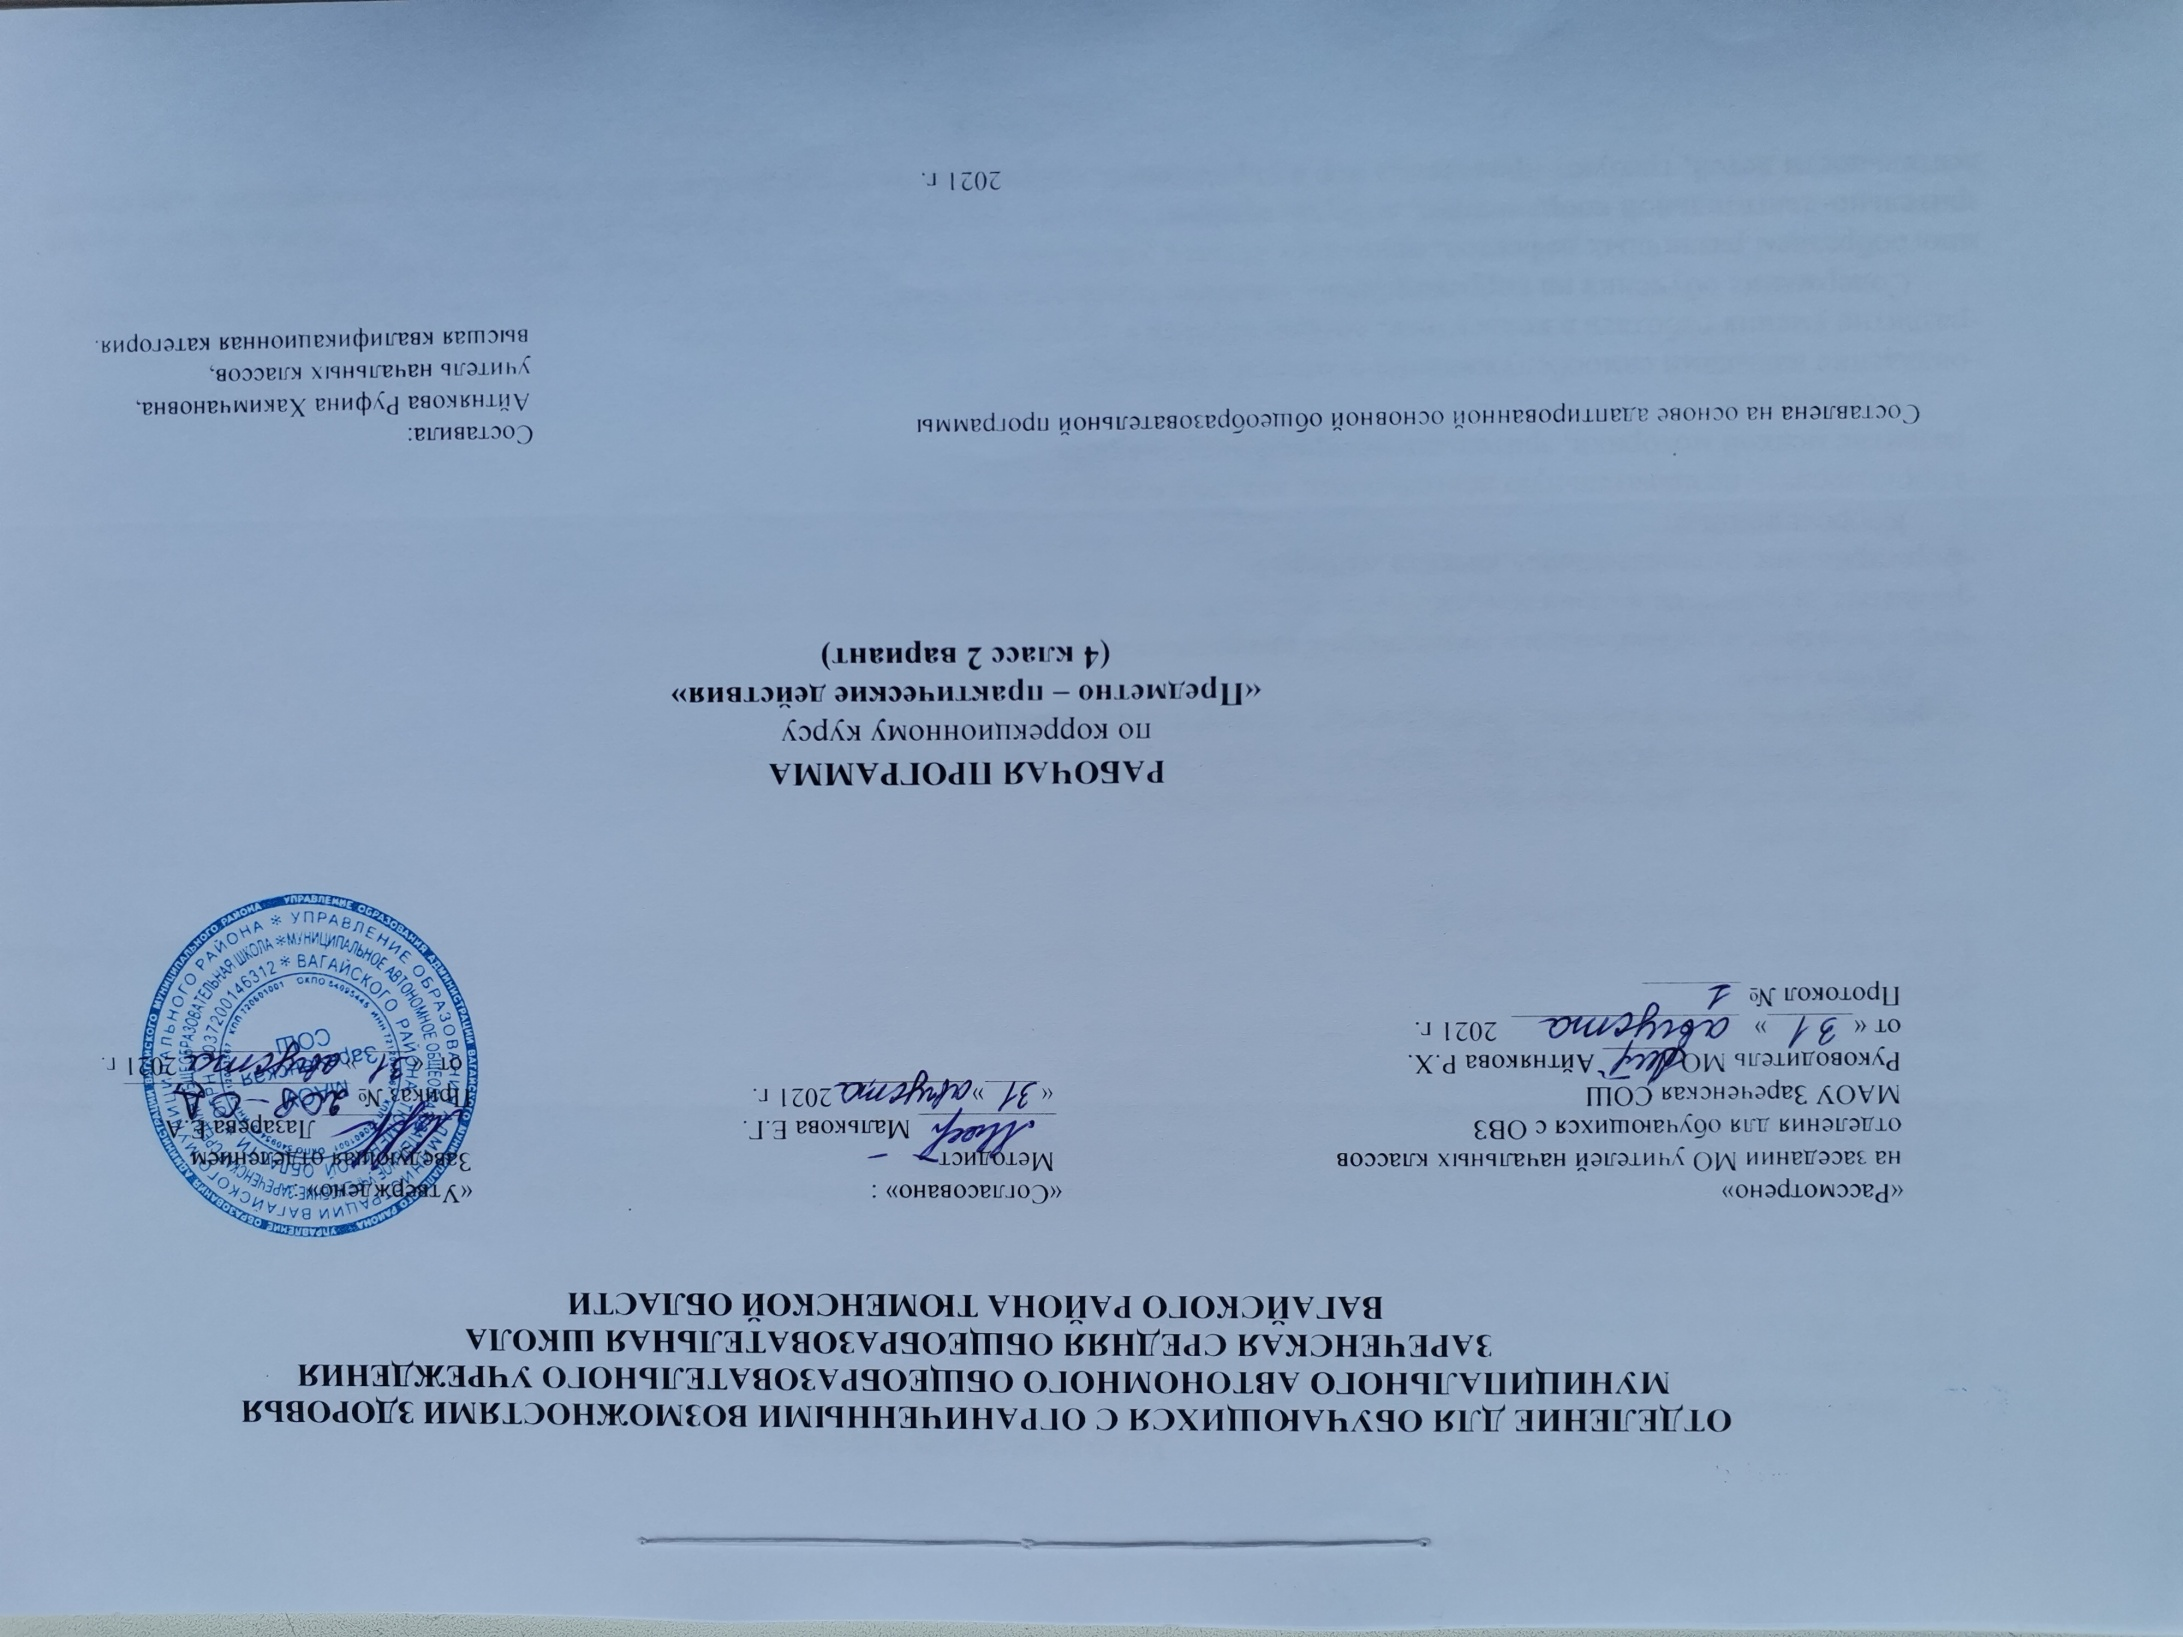 ОТДЕЛЕНИЕ ДЛЯ ОБУЧАЮЩИХСЯ С ОГРАНИЧЕННЫМИ ВОЗМОЖНОСТЯМИ ЗДОРОВЬЯ
МУНИЦИПАЛЬНОГО АВТОНОМНОГО ОБЩЕОБРАЗОВАТЕЛЬНОГО УЧРЕЖДЕНИЯ
ЗАРЕЧЕНСКАЯ СРЕДНЯЯ ОБЩЕОБРАЗОВАТЕЛЬНАЯ ШКОЛА
ВАГАЙСКОГО РАЙОНА ТЮМЕНСКОЙ ОБЛАСТИ
«Рассмотрено»
на заседании МО учителей начальных классов
отделения для обучающихся с ОВЗ
МАОУ Зареченская СОШ
Руководитель МО Айтнякова Р.Х.
от « 31 » августа 2021 г.
Протокол № 1
«Согласовано» :
Методист
Малькова Е.Г.
« 31 » августа 2021 г.
«Утверждено» :
Заведующая отделением
Лазарева Е.А.
Приказ № 208-ОД
от « 31 » августа 2021 г.
МАОУ
Зареченская
СОШ
РАБОЧАЯ ПРОГРАММА
по коррекционному курсу
«Предметно – практические действия»
(4 класс 2 вариант)
Составлена на основе адаптированной основной общеобразовательной программы
Составила:
Айтнякова Руфина Хакимчановна,
учитель начальных классов,
высшая квалификационная категория.
2021 г.